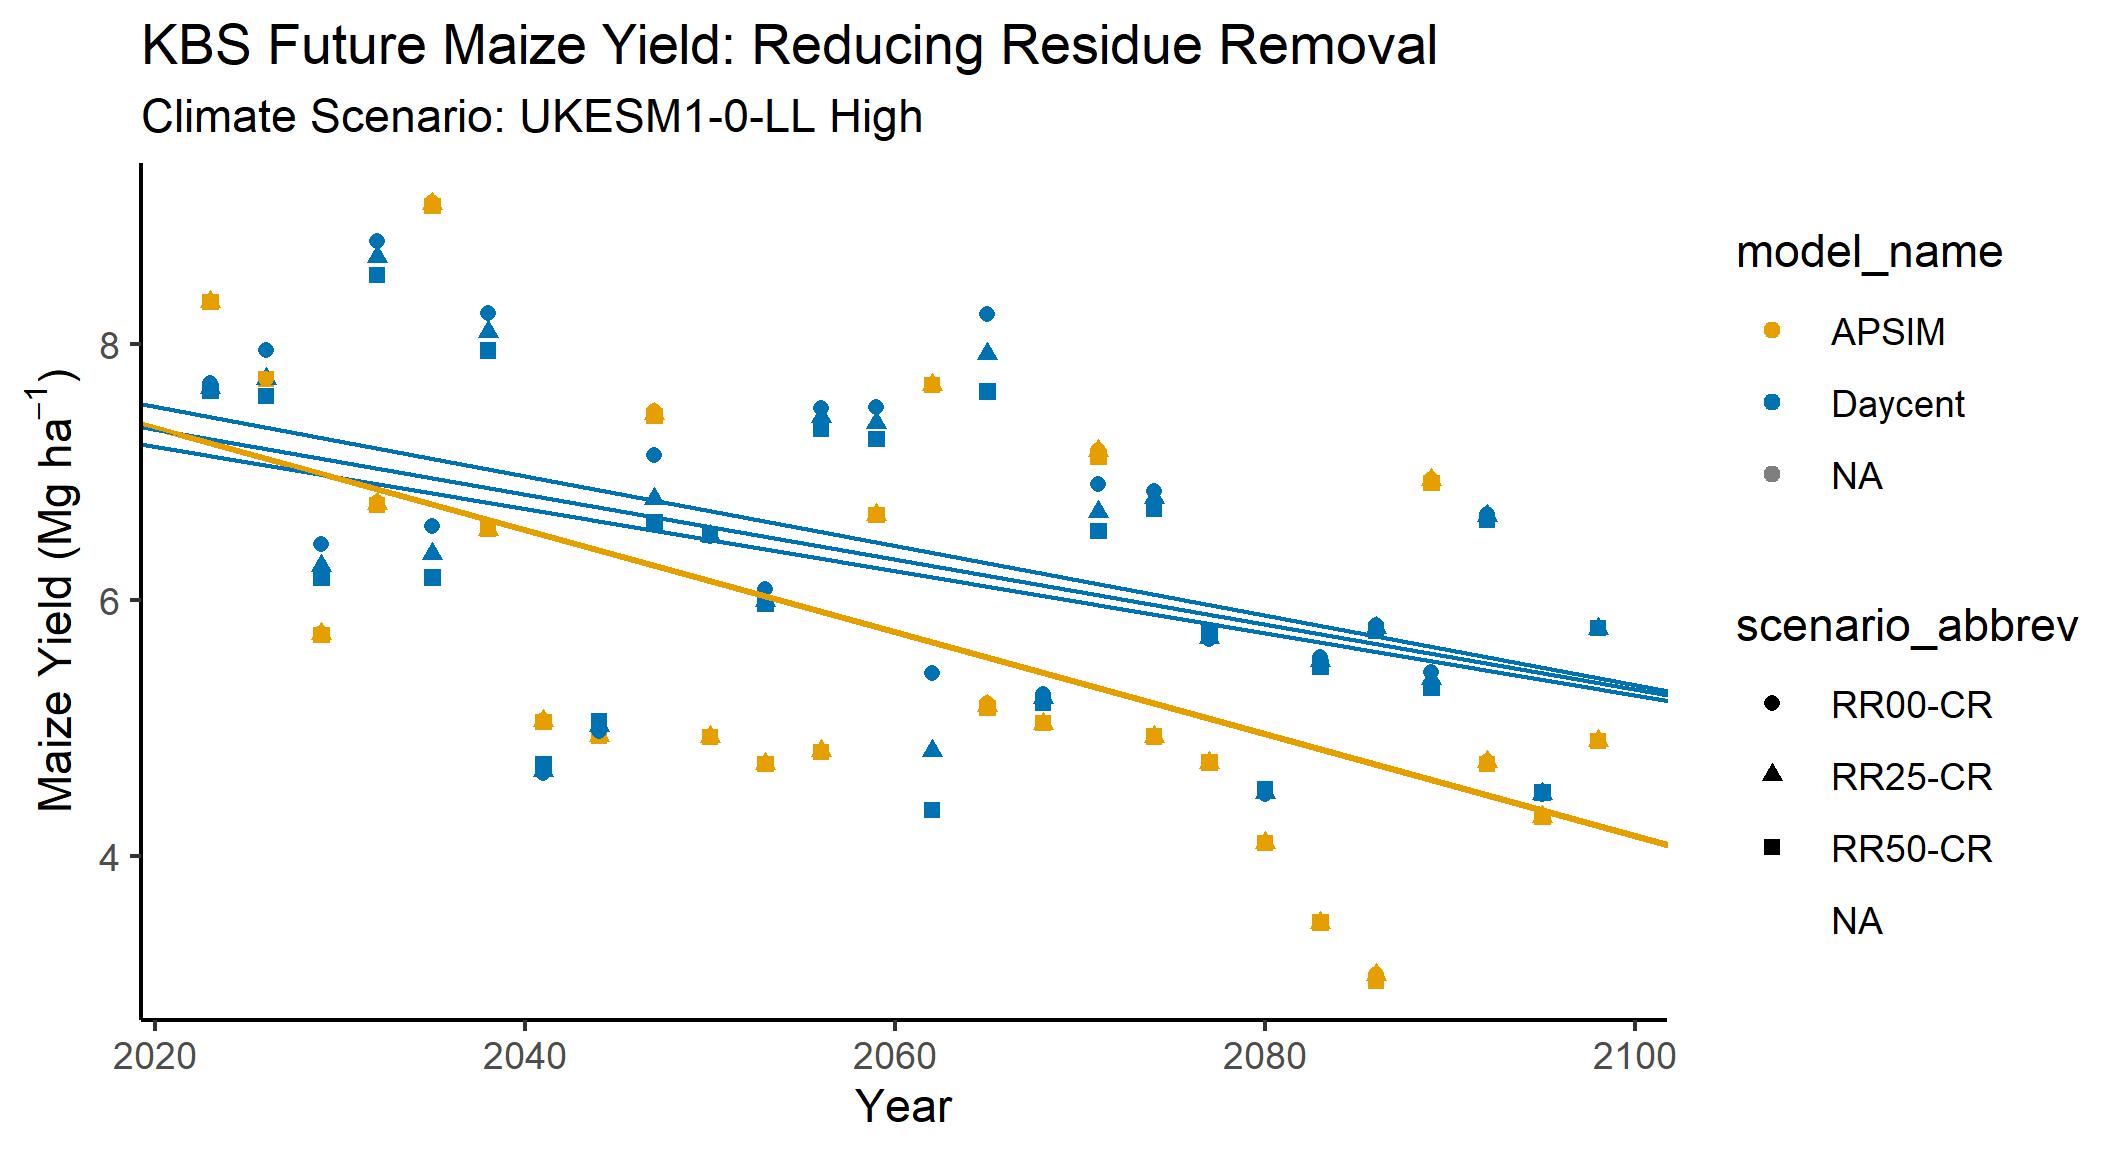 KBS Future Maize Yield: Reducing Residue Removal
Climate Scenario: UKESM1-0-LL High
Maize Yield (Mg ha⁻¹)
8
6
4
2020 2040 2060 2080 2100
Year
model_name
APSIM
Daycent
NA
scenario_abbrev
RR00-CR
RR25-CR
RR50-CR
NA